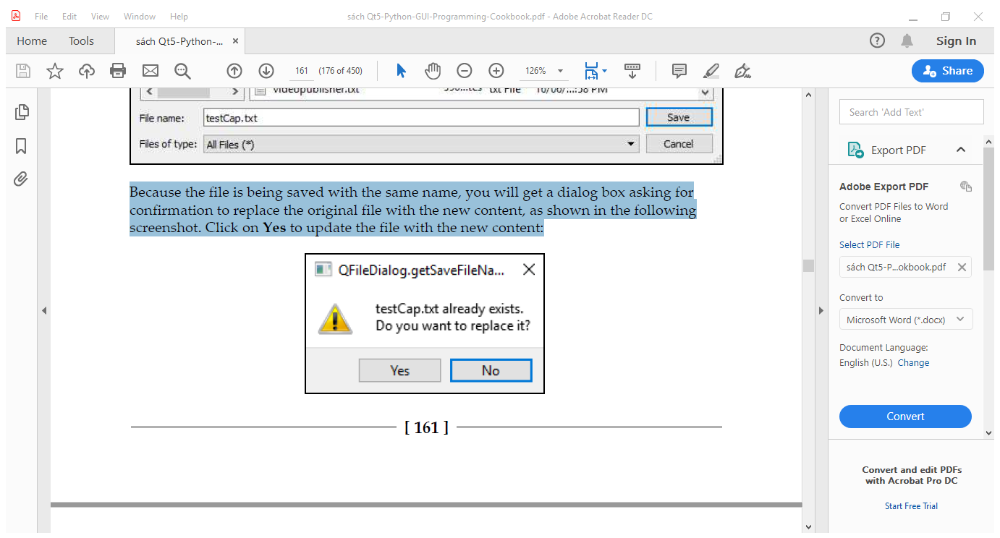 File Edit View Window Help
sách Qt5-Python-GUI-Programming-Cookbook.pdf - Adobe Acrobat Reader DC
Home Tools sách Qt5-Python-... ×
Sign In
161 (176 of 450)
126%
Share
videopublisher.txt txt File
File name: testCap.txt Save
Files of type: All Files (*) Cancel
Because the file is being saved with the same name, you will get a dialog box asking for
confirmation to replace the original file with the new content, as shown in the following
screenshot. Click on Yes to update the file with the new content:
QFileDialog.getSaveFileNa...
testCap.txt already exists.
Do you want to replace it?
Yes No
[ 161 ]
Search 'Add Text'
Export PDF
Adobe Export PDF
Convert PDF Files to Word
or Excel Online
Select PDF File
sách Qt5-P...okbook.pdf
Convert to
Microsoft Word (*.docx)
Document Language:
English (U.S.) Change
Convert
Convert and edit PDFs
with Acrobat Pro DC
Start Free Trial